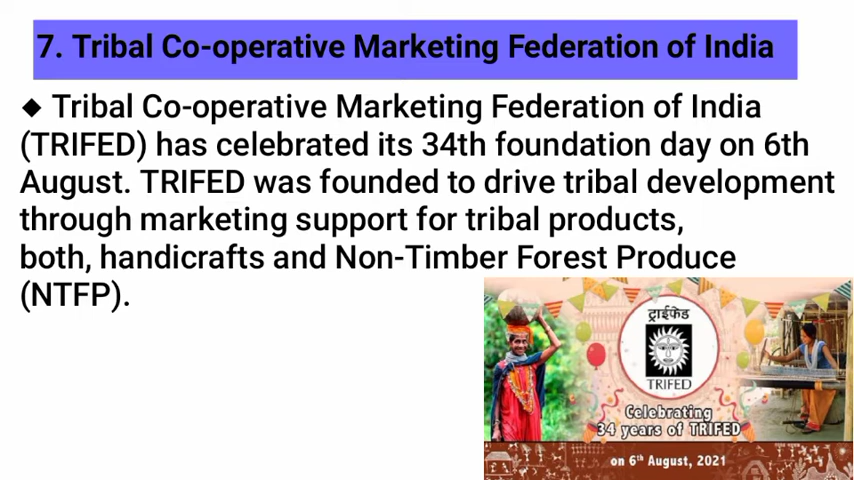 7. Tribal Co-operative Marketing Federation of India
◆ Tribal Co-operative Marketing Federation of India
(TRIFED) has celebrated its 34th foundation day on 6th
August. TRIFED was founded to drive tribal development
through marketing support for tribal products,
both, handicrafts and Non-Timber Forest Produce
(NTFP).
ट्राईफेड
TRIFED
Celebrating
34 years of TRIFED
on 6th August, 2021